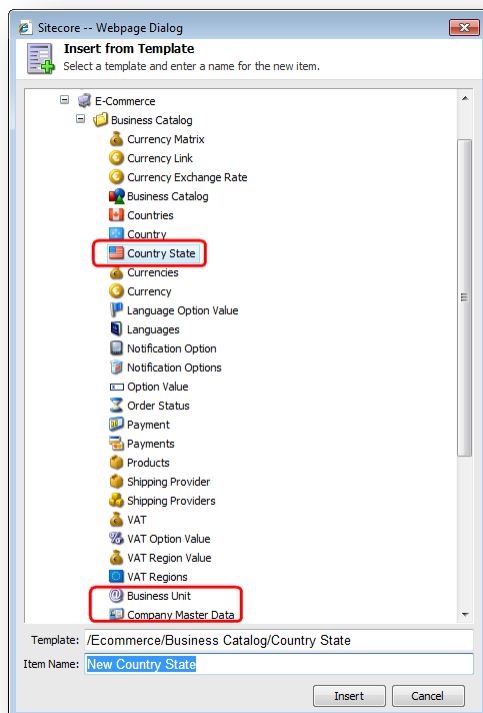 Sitecore -- Webpage Dialog
Insert from Template
Select a template and enter a name for the new item.
E-Commerce
Business Catalog
Currency Matrix
Currency Link
Currency Exchange Rate
Business Catalog
Countries
Country
Country State
Currencies
Currency
Language Option Value
Languages
Notification Option
Notification Options
Option Value
Order Status
Payment
Payments
Products
Shipping Provider
Shipping Providers
VAT
VAT Option Value
VAT Region Value
VAT Regions
Business Unit
Company Master Data
Template: /Ecommerce/Business Catalog/Country State
Item Name: New Country State
Insert Cancel